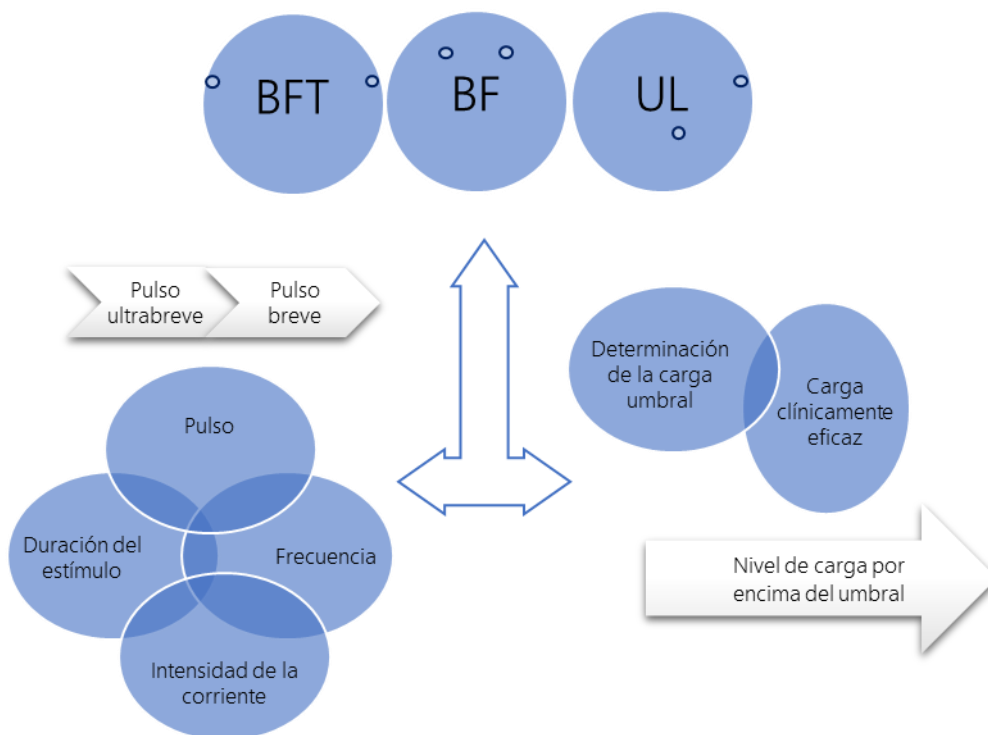 BFT
BF
UL
Pulso
ultrabreve
Pulso
breve
Determinación
de la carga
umbral
Carga
clínicamente
eficaz
Pulso
Duración del
estímulo
Frecuencia
Intensidad de la
corriente
Nivel de carga por
encima del umbral